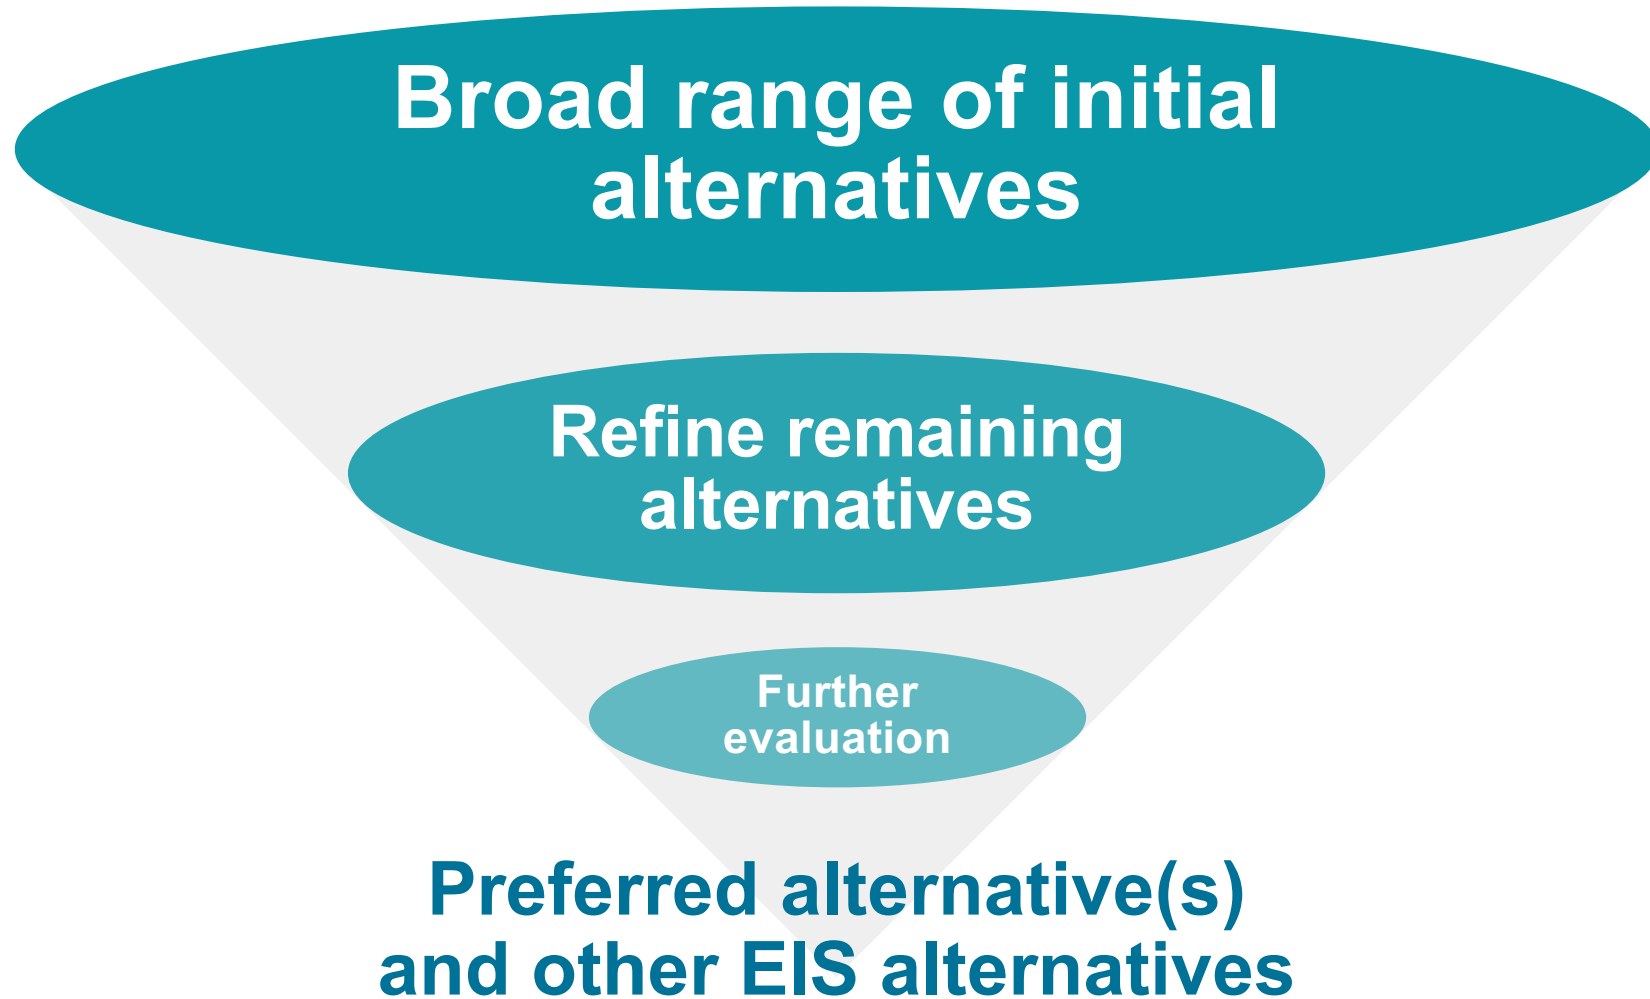 Broad range of initial
alternatives
Refine remaining
alternatives
Further
evaluation
Preferred alternative(s)
and other EIS alternatives